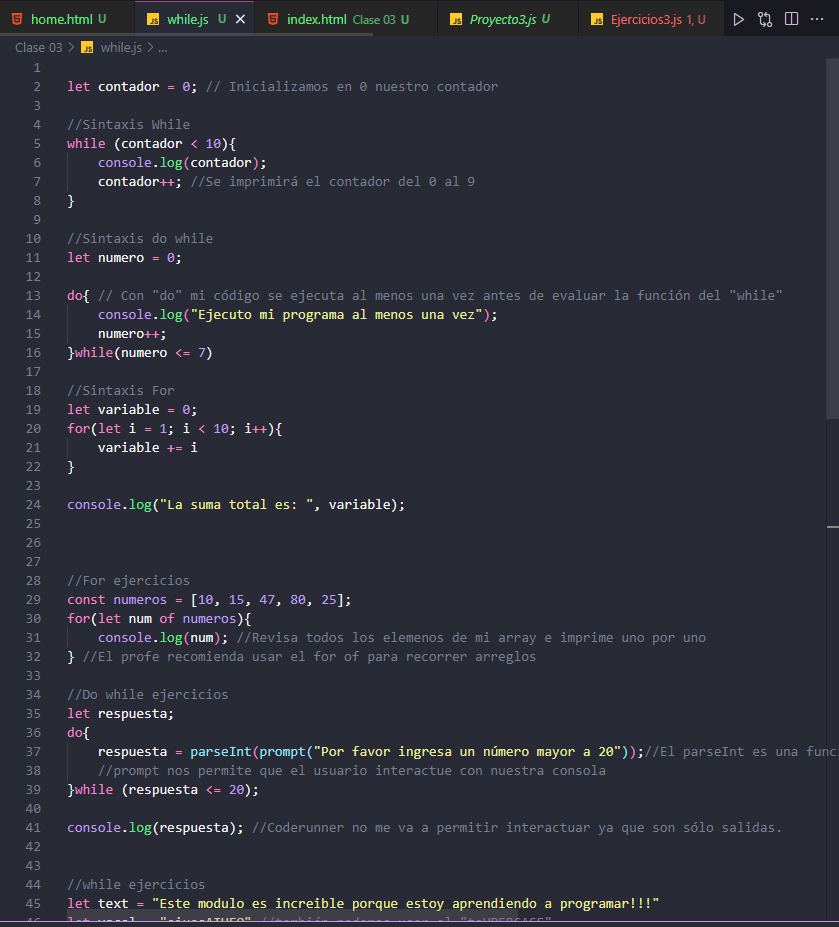 home.html U while.js U index.html Clase 03 U Proyecto3.js U Ejercicios3.js 1, U
Clase 03 > while.js > ...
1
2 let contador = 0; // Inicializamos en 0 nuestro contador
3
4 //Sintaxis While
5 while (contador < 10){
6 console.log(contador);
7 contador++; //Se imprimirá el contador del 0 al 9
8 }
9
10 //Sintaxis do while
11 let numero = 0;
12
13 do{ // Con "do" mi código se ejecuta al menos una vez antes de evaluar la función del "while"
14 console.log("Ejecuto mi programa al menos una vez");
15 numero++;
16 }while(numero <= 7)
17
18 //Sintaxis For
19 let variable = 0;
20 for(let i = 1; i < 10; i++){
21 variable += i
22 }
23
24 console.log("La suma total es: ", variable);
25
26
27
28 //For ejercicios
29 const numeros = [10, 15, 47, 80, 25];
30 for(let num of numeros){
31 console.log(num); //Revisa todos los elemenos de mi array e imprime uno por uno
32 } //El profe recomienda usar el for of para recorrer arreglos
33
34 //Do while ejercicios
35 let respuesta;
36 do{
37 respuesta = parseInt(prompt("Por favor ingresa un número mayor a 20"));//El parseInt es una func
38 //prompt nos permite que el usuario interactue con nuestra consola
39 }while (respuesta <= 20);
40
41 console.log(respuesta); //Coderunner no me va a permitir interactuar ya que son sólo salidas.
42
43
44 //while ejercicios
45 let text = "Este modulo es increible porque estoy aprendiendo a programar!!!"
46 let